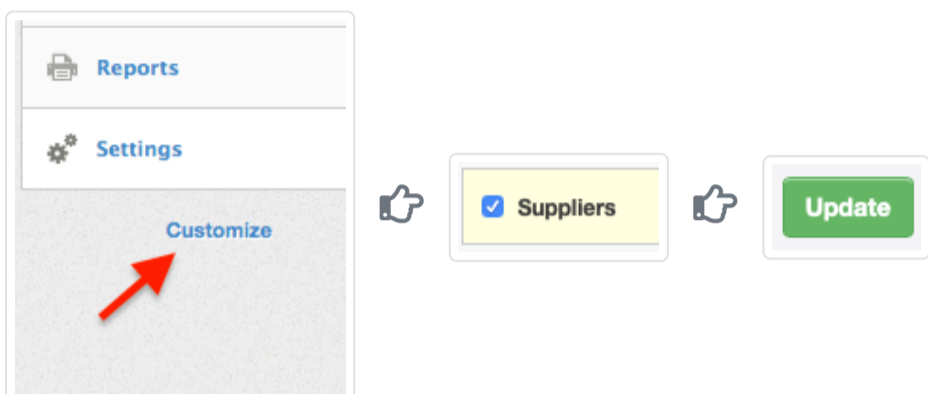 Reports
Settings
Customize
Suppliers
Update